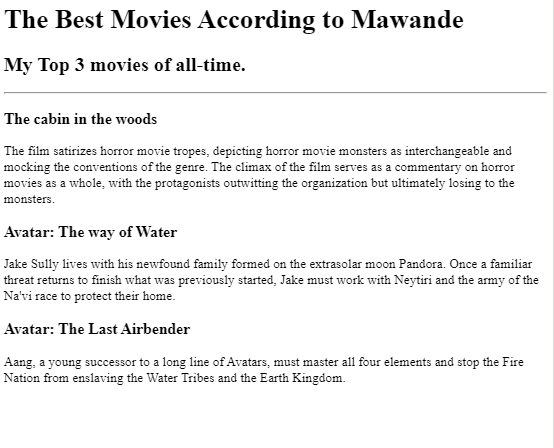 The Best Movies According to Mawande
My Top 3 movies of all-time.
The cabin in the woods
The film satirizes horror movie tropes, depicting horror movie monsters as interchangeable and
mocking the conventions of the genre. The climax of the film serves as a commentary on horror
movies as a whole, with the protagonists outwitting the organization but ultimately losing to the
monsters.
Avatar: The way of Water
Jake Sully lives with his newfound family formed on the extrasolar moon Pandora. Once a familiar
threat returns to finish what was previously started, Jake must work with Neytiri and the army of the
Na'vi race to protect their home.
Avatar: The Last Airbender
Aang, a young successor to a long line of Avatars, must master all four elements and stop the Fire
Nation from enslaving the Water Tribes and the Earth Kingdom.